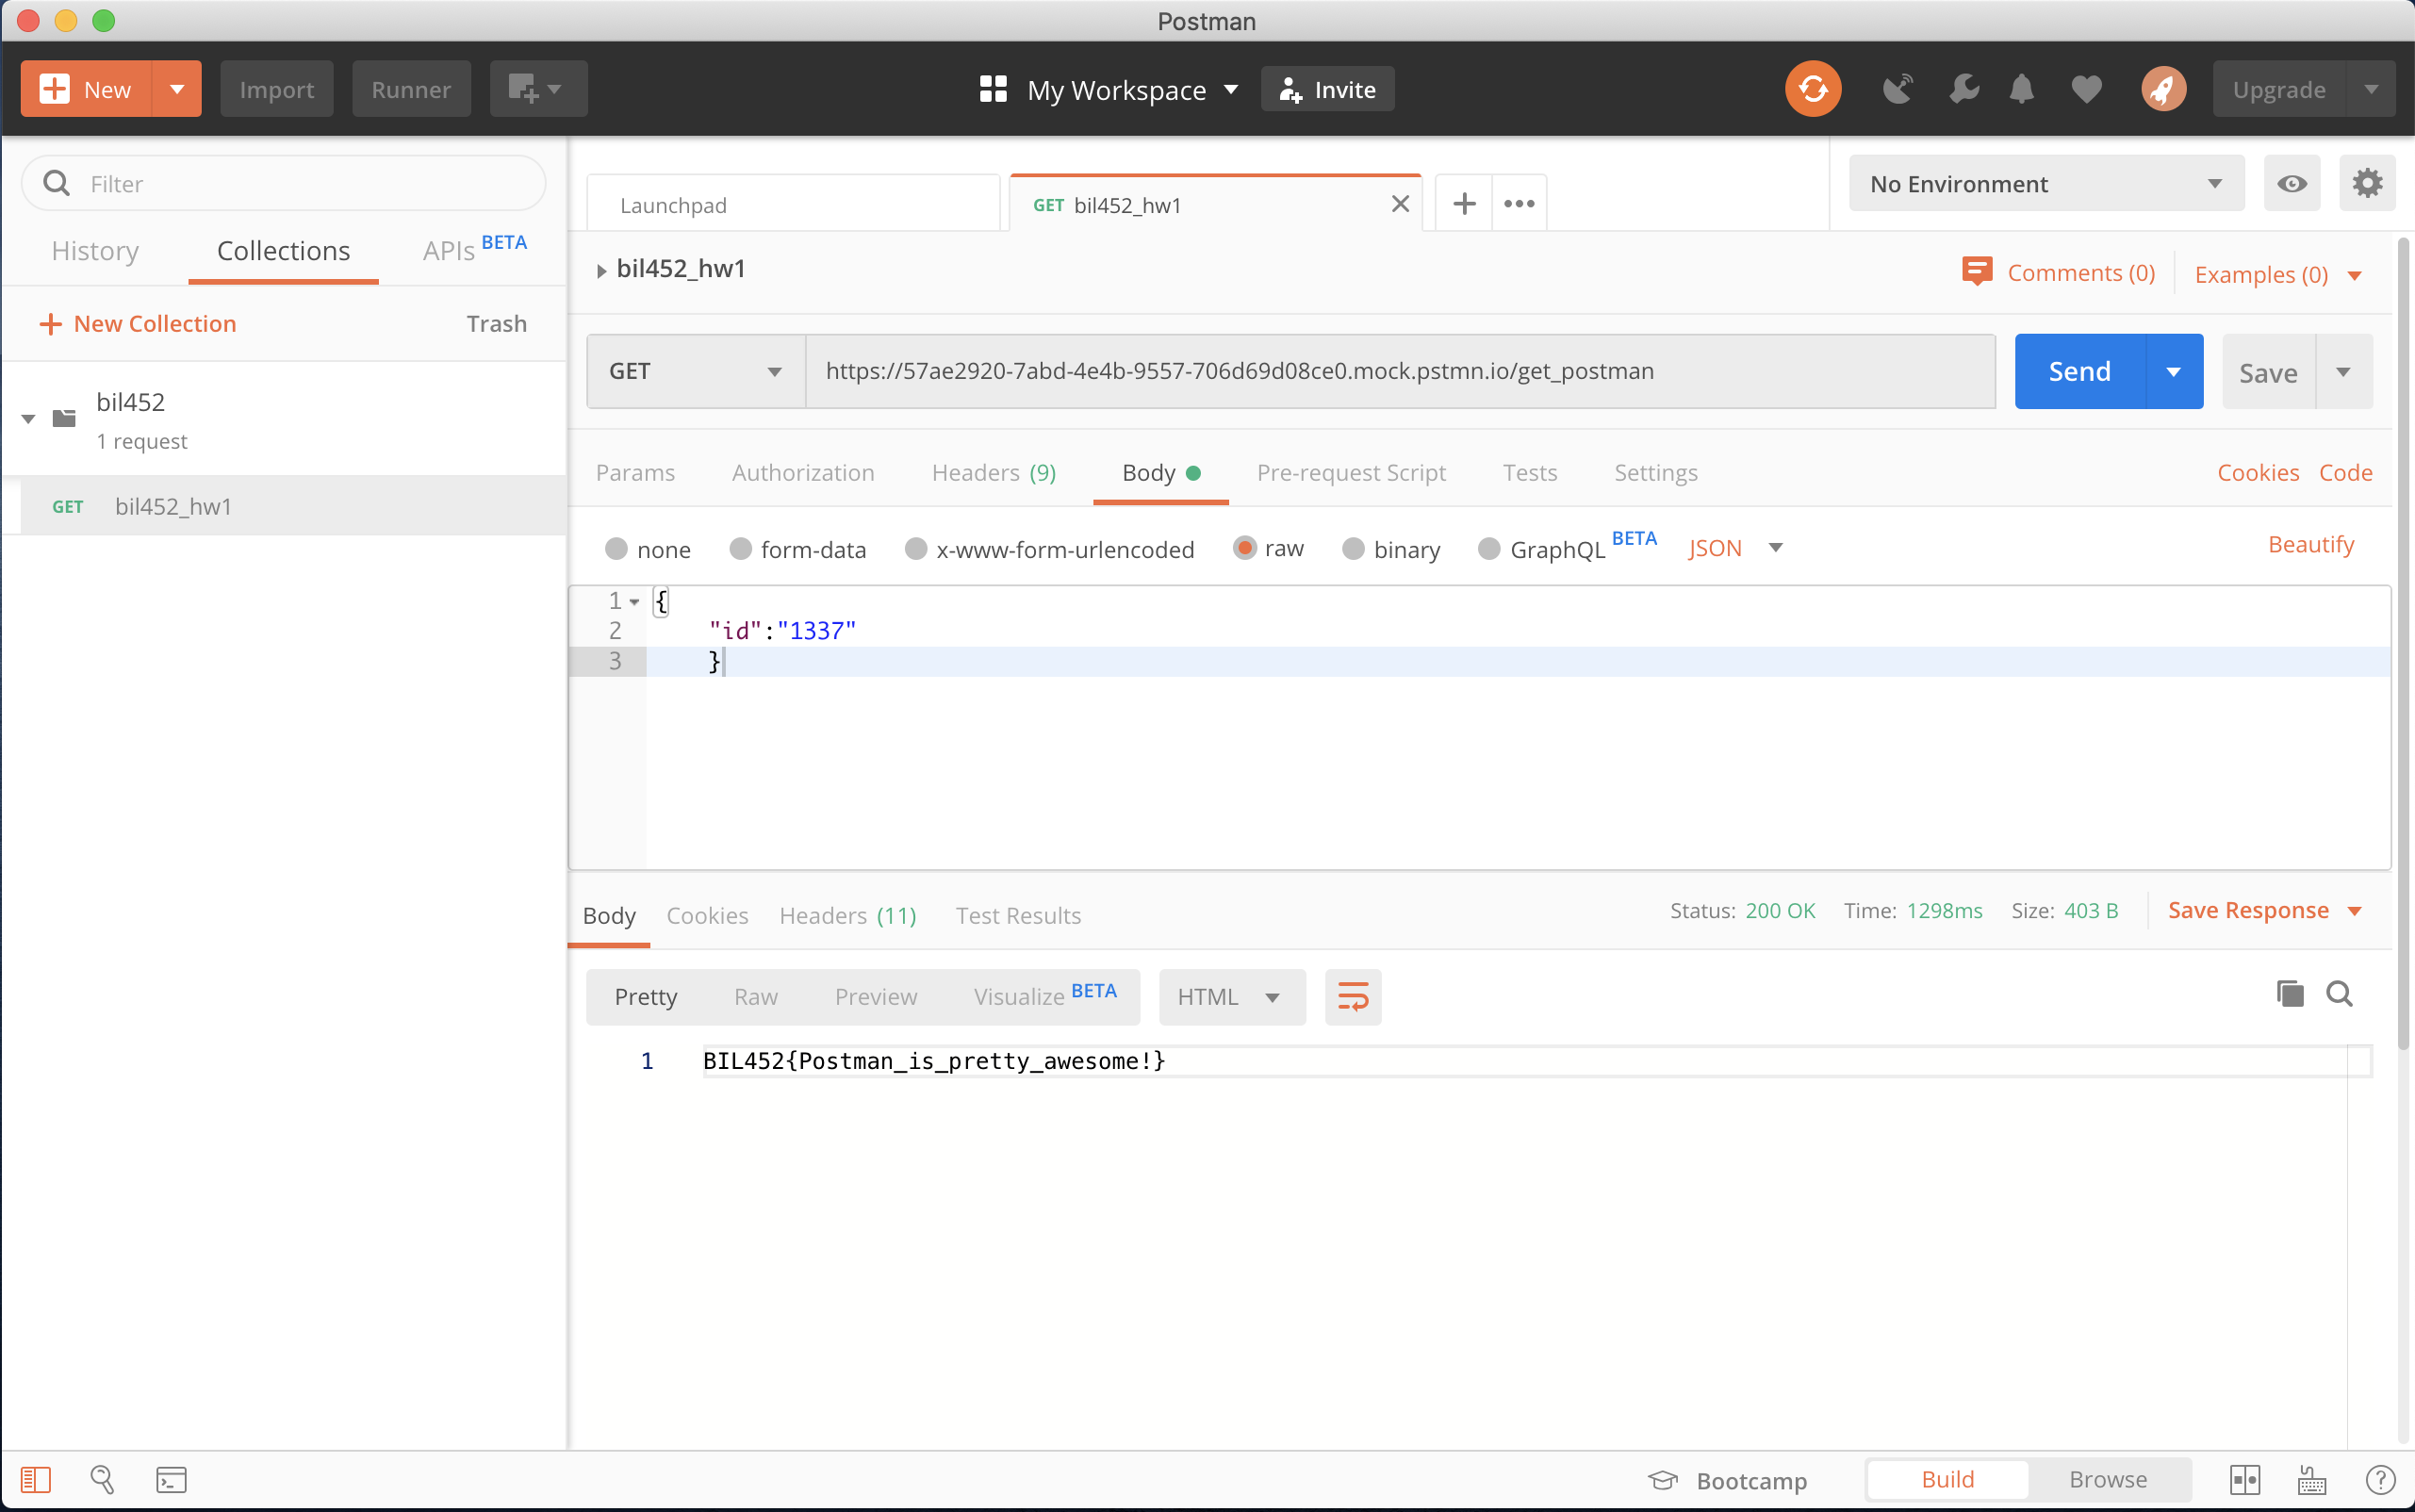 Postman
New
Import
Runner
My Workspace
Invite
Upgrade
Filter
History
Collections
APIs BETA
New Collection
Trash
bil452
1 request
GET bil452_hw1
Launchpad
GET bil452_hw1
No Environment
bil452_hw1
Comments (0)
Examples (0)
GET
https://57ae2920-7abd-4e4b-9557-706d69d08ce0.mock.pstmn.io/get_postman
Send
Save
Params
Authorization
Headers (9)
Body
Pre-request Script
Tests
Settings
Cookies
Code
none
form-data
x-www-form-urlencoded
raw
binary
GraphQL BETA
JSON
Beautify
1 {
2 "id":"1337"
3 }
Body
Cookies
Headers (11)
Test Results
Status: 200 OK
Time: 1298ms
Size: 403 B
Save Response
Pretty
Raw
Preview
Visualize BETA
HTML
1 BIL452{Postman_is_pretty_awesome!}
Bootcamp
Build
Browse